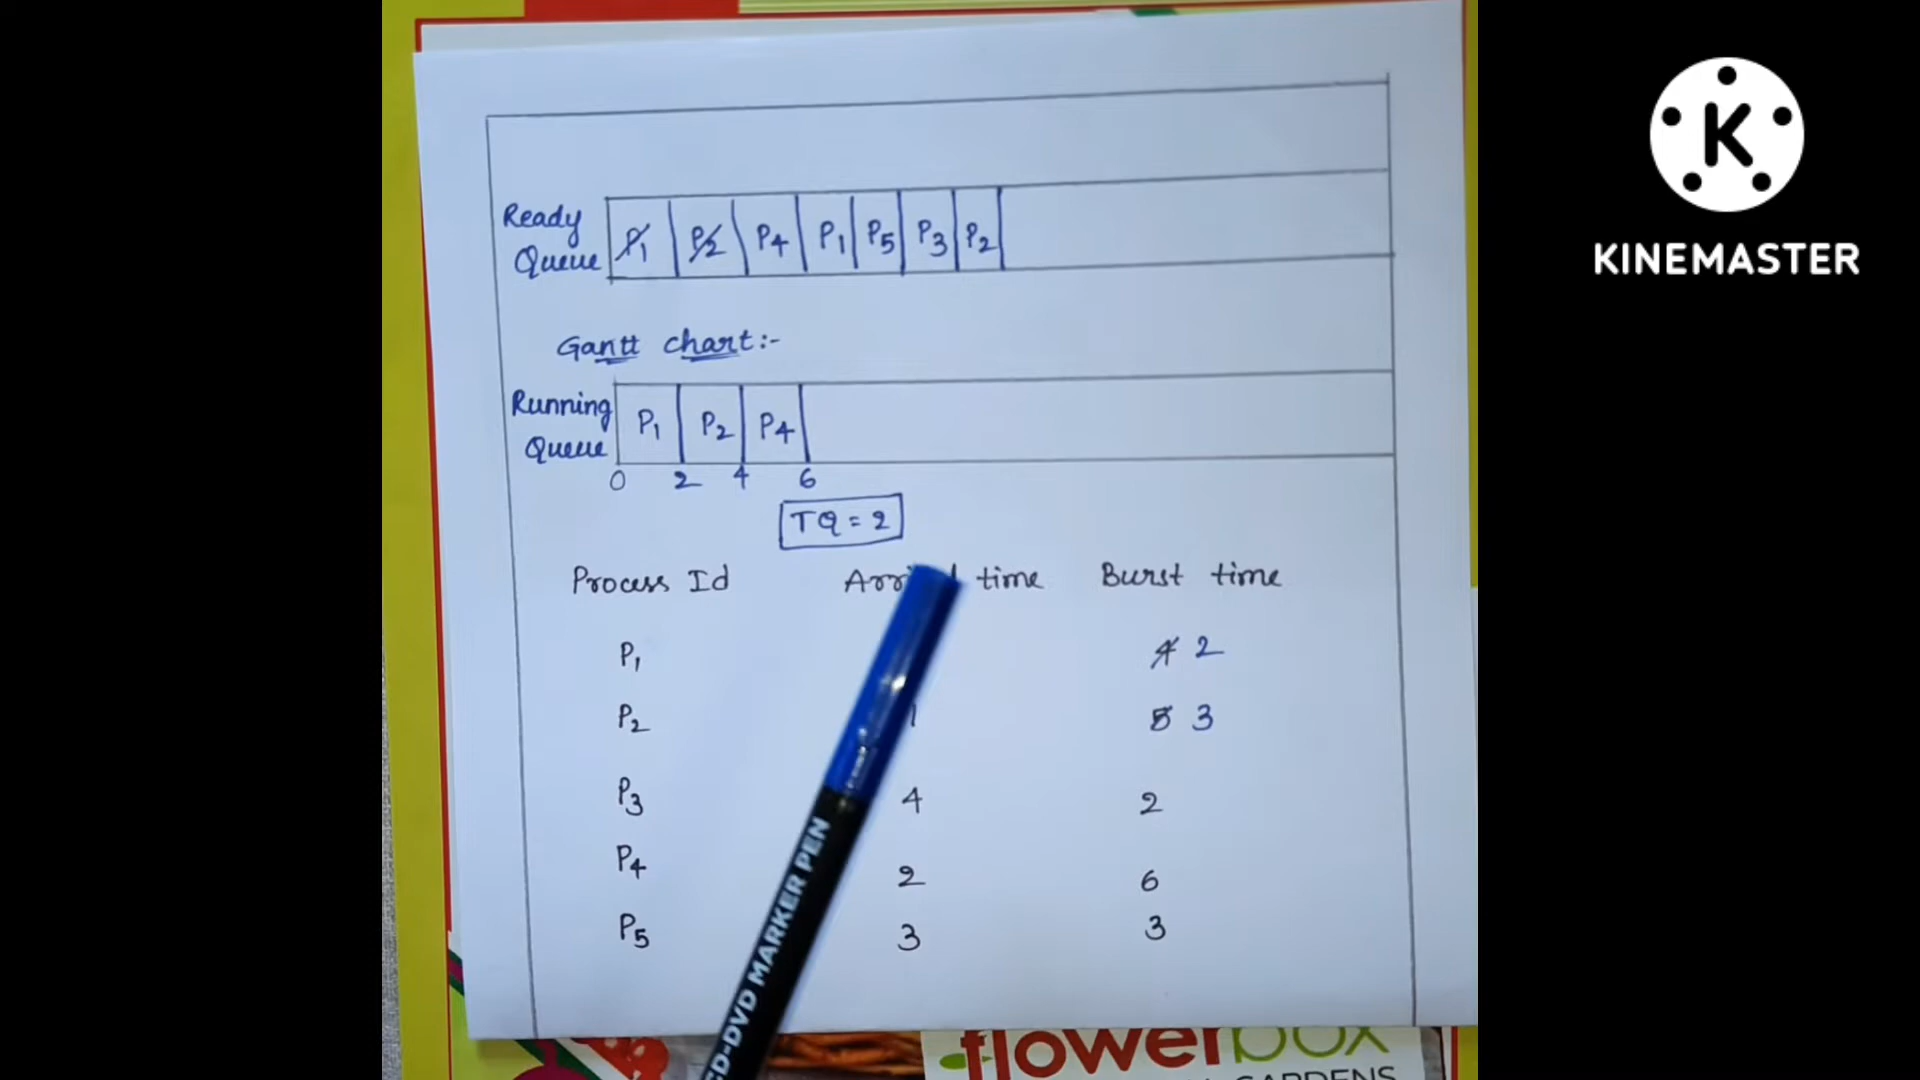 KINEMASTER
Ready Queue
P1 P2 P4 P1 P5 P3 P2
Gantt chart:-
Running Queue
P1 P2 P4
0 2 4 6
TQ = 2
Process Id time Burst time
P1 4 2
P2 1 5 3
P3 4 2
P4 2 6
P5 3 3
CD-DVD MARKER PEN
flowerbox
GARDENS